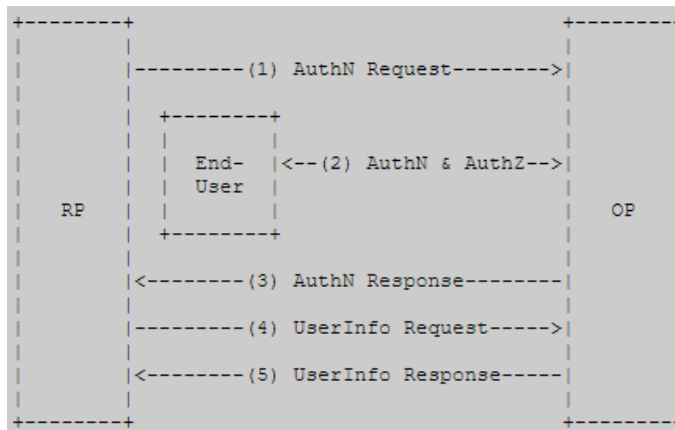 (1) AuthN Request
End-
User
(2) AuthN & AuthZ
RP
OP
(3) AuthN Response
(4) UserInfo Request
(5) UserInfo Response